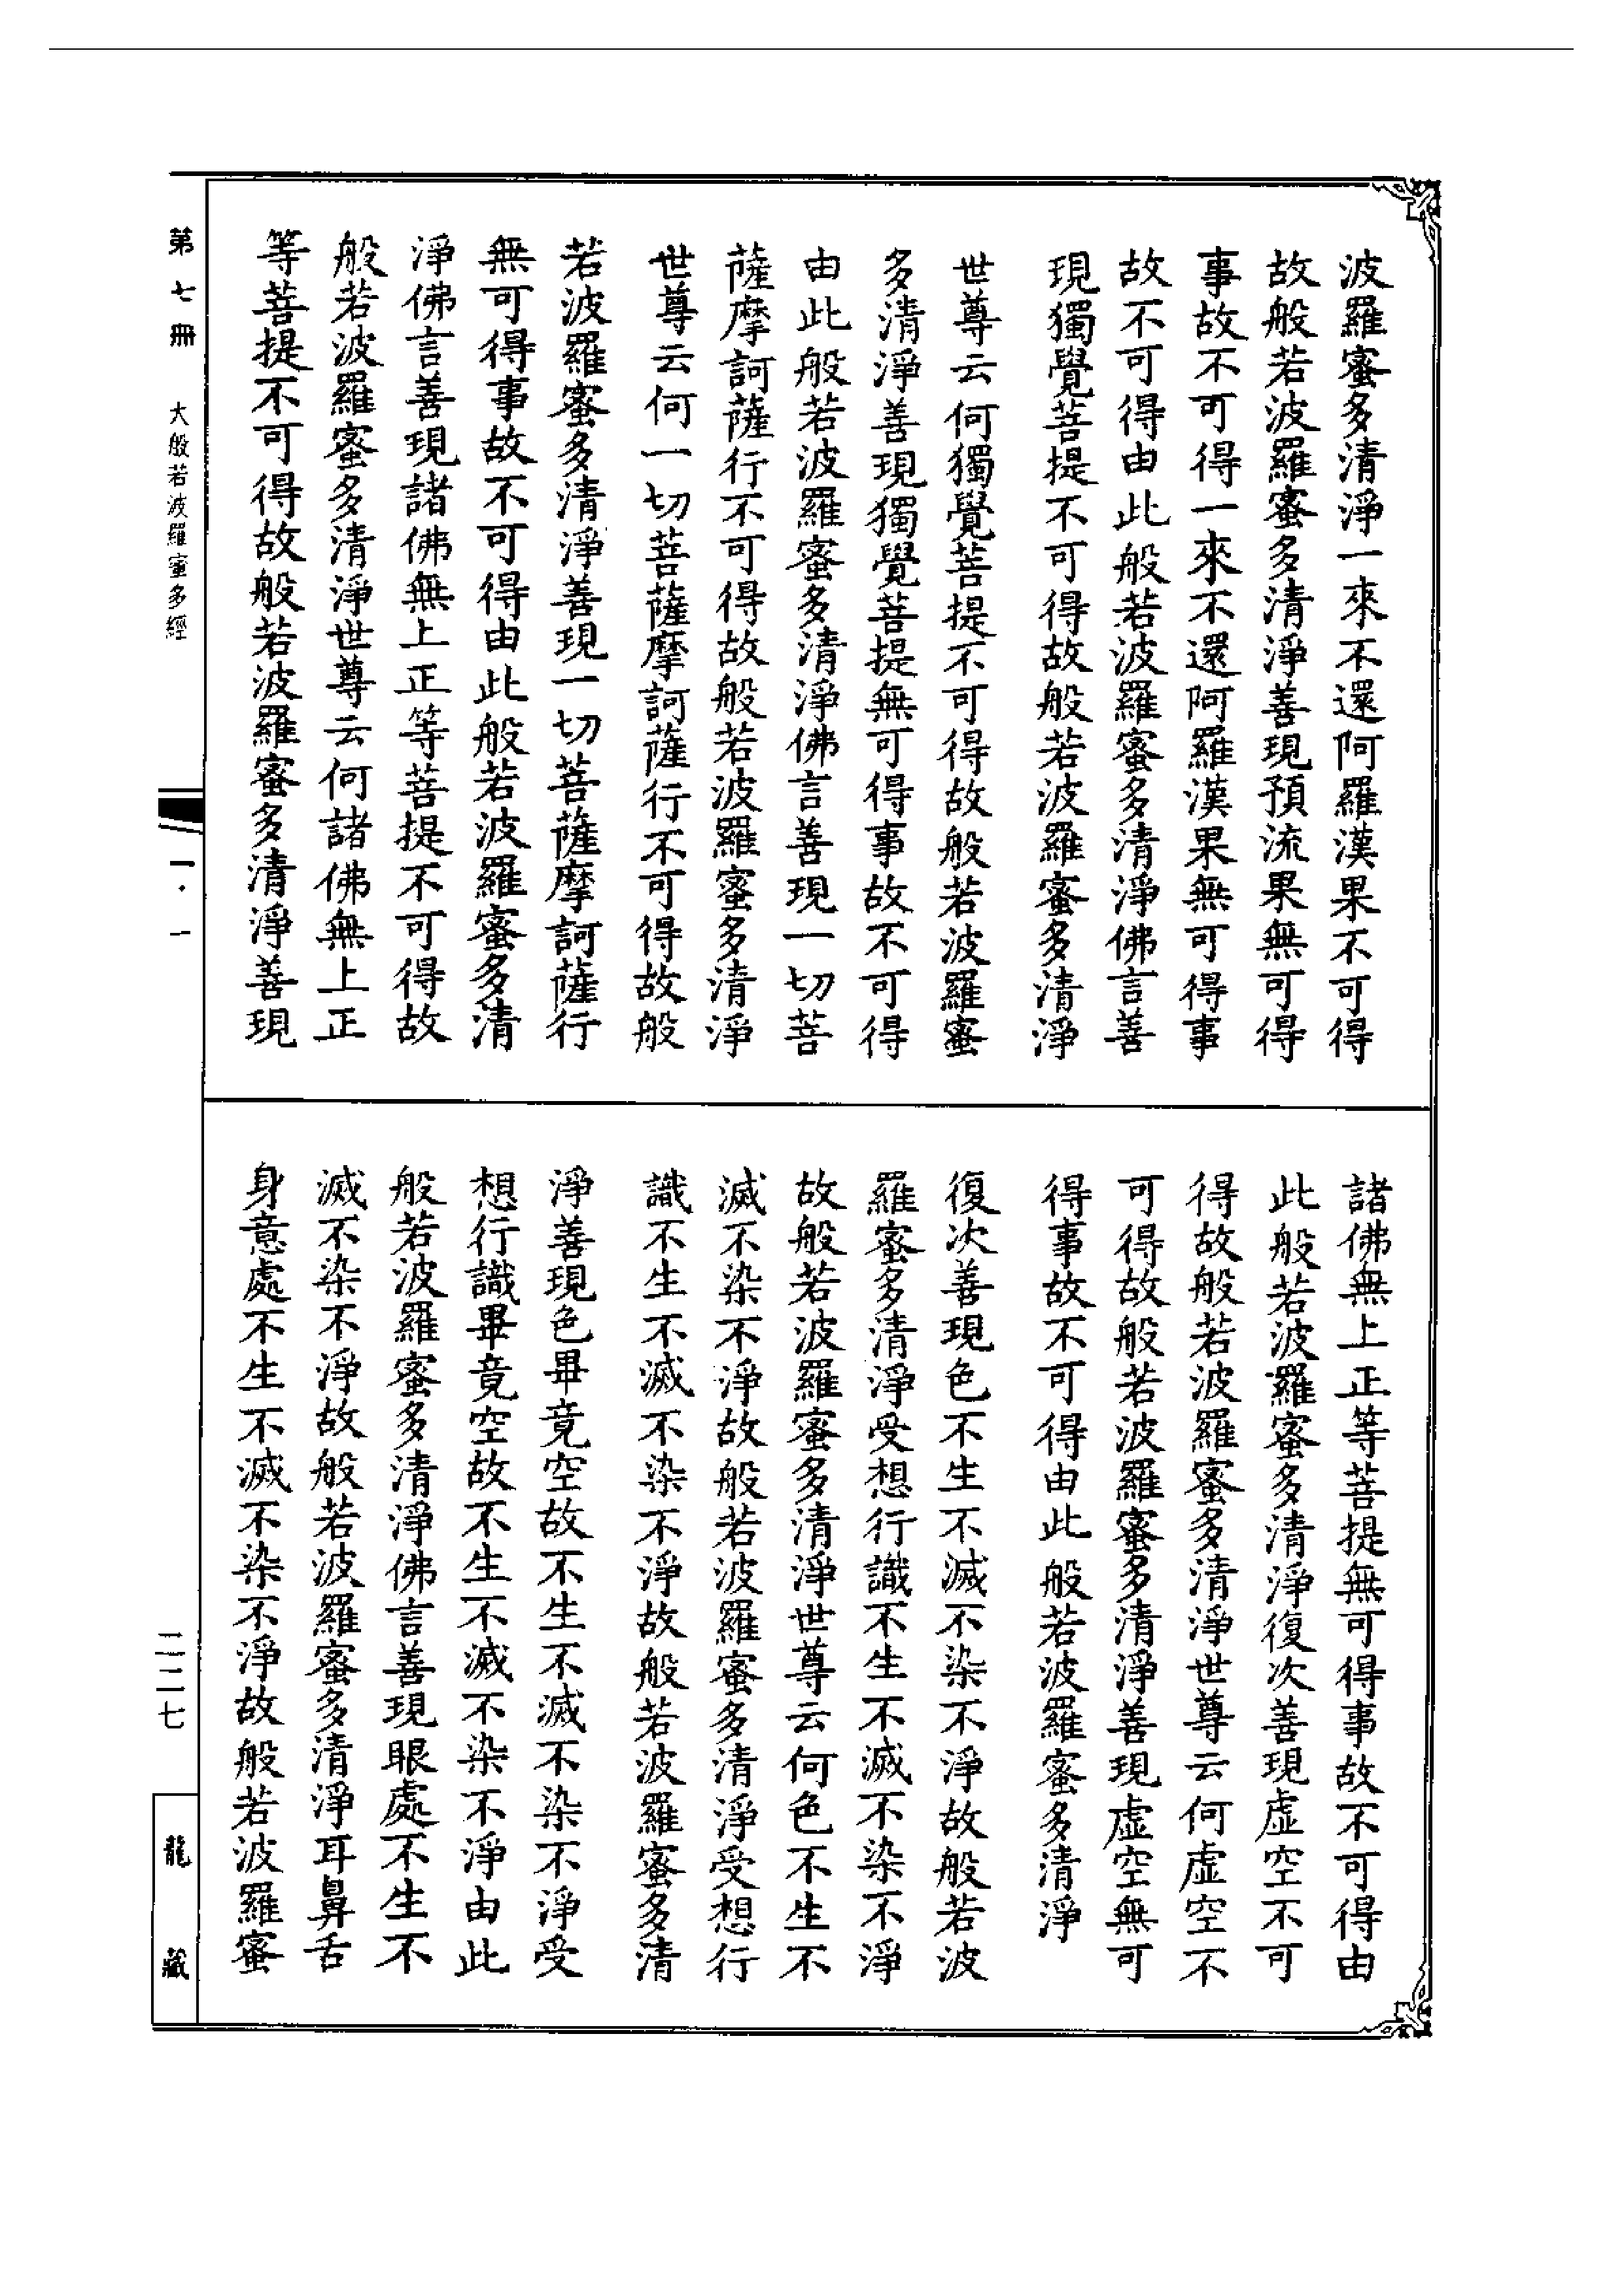 波羅蜜多清淨一來不還阿羅漢果不可得
故般若波羅蜜多清淨善現預流果無可得
事故不可得一來不還阿羅漢果無可得事
故不可得由此般若波羅蜜多清淨佛言善
現獨覺菩提不可得故般若波羅蜜多清淨
世尊云何獨覺菩提不可得故般若波羅蜜
多清淨善現獨覺菩提無可得事故不可得
由此般若波羅蜜多清淨佛言善現一切菩
薩摩訶薩行不可得故般若波羅蜜多清淨
世尊云何一切菩薩摩訶薩行不可得故般
若波羅蜜多清淨善現一切菩薩摩訶薩行
無可得事故不可得由此般若波羅蜜多清
淨佛言善現諸佛無上正等菩提不可得故
般若波羅蜜多清淨世尊云何諸佛無上正
等菩提不可得故般若波羅蜜多清淨善現
諸佛無上正等菩提無可得事故不可得由
此般若波羅蜜多清淨復次善現虛空不可
得故般若波羅蜜多清淨世尊云何虛空不
可得故般若波羅蜜多清淨善現虛空無可
得事故不可得由此般若波羅蜜多清淨
復次善現色不生不滅不染不淨故般若波
羅蜜多清淨受想行識不生不滅不染不淨
故般若波羅蜜多清淨世尊云何色不生不
滅不染不淨故般若波羅蜜多清淨受想行
識不生不滅不染不淨故般若波羅蜜多清
淨善現色畢竟空故不生不滅不染不淨受
想行識畢竟空故不生不滅不染不淨由此
般若波羅蜜多清淨佛言善現眼處不生不
滅不染不淨故般若波羅蜜多清淨耳鼻舌
身意處不生不滅不染不淨故般若波羅蜜
第七冊 大般若波羅蜜多經
一·一
二二七
龍藏